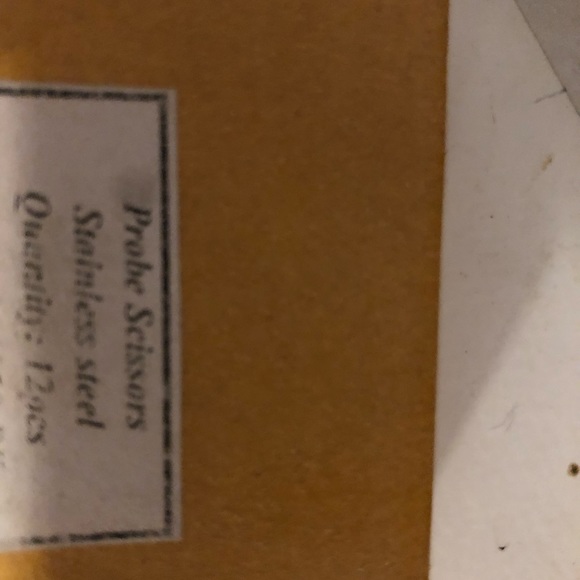 Probe Scissors
Stainless steel
Quantity: 12pcs